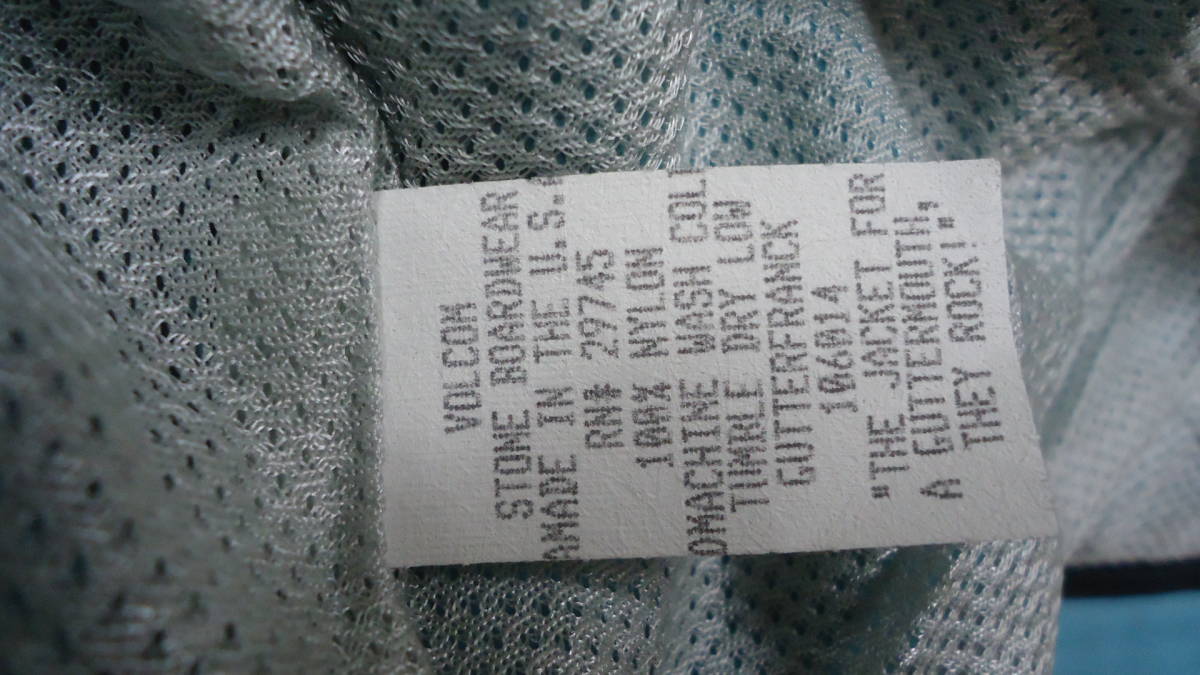 VOLCOM
STONE BOARDWEAR
MADE IN THE U.S.
RN# 29745
100% NYLON
MACHINE WASH COL
TUMBLE DRY LOW
GUTTERFRANCK
106014
"THE JACKET FOR
A GUTTERMOUTH,
THEY ROCK!",